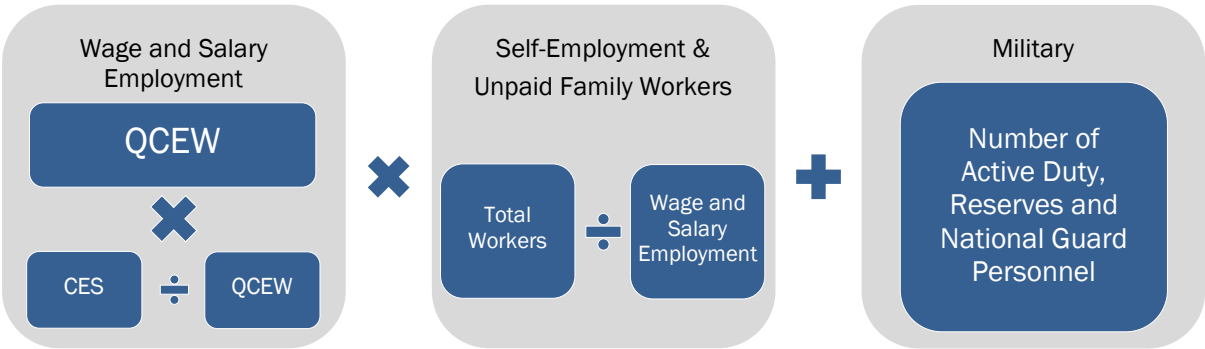 Wage and Salary
Employment
QCEW
CES
QCEW
Self-Employment &
Unpaid Family Workers
Total
Workers
Wage and
Salary
Employment
Military
Number of
Active Duty,
Reserves and
National Guard
Personnel